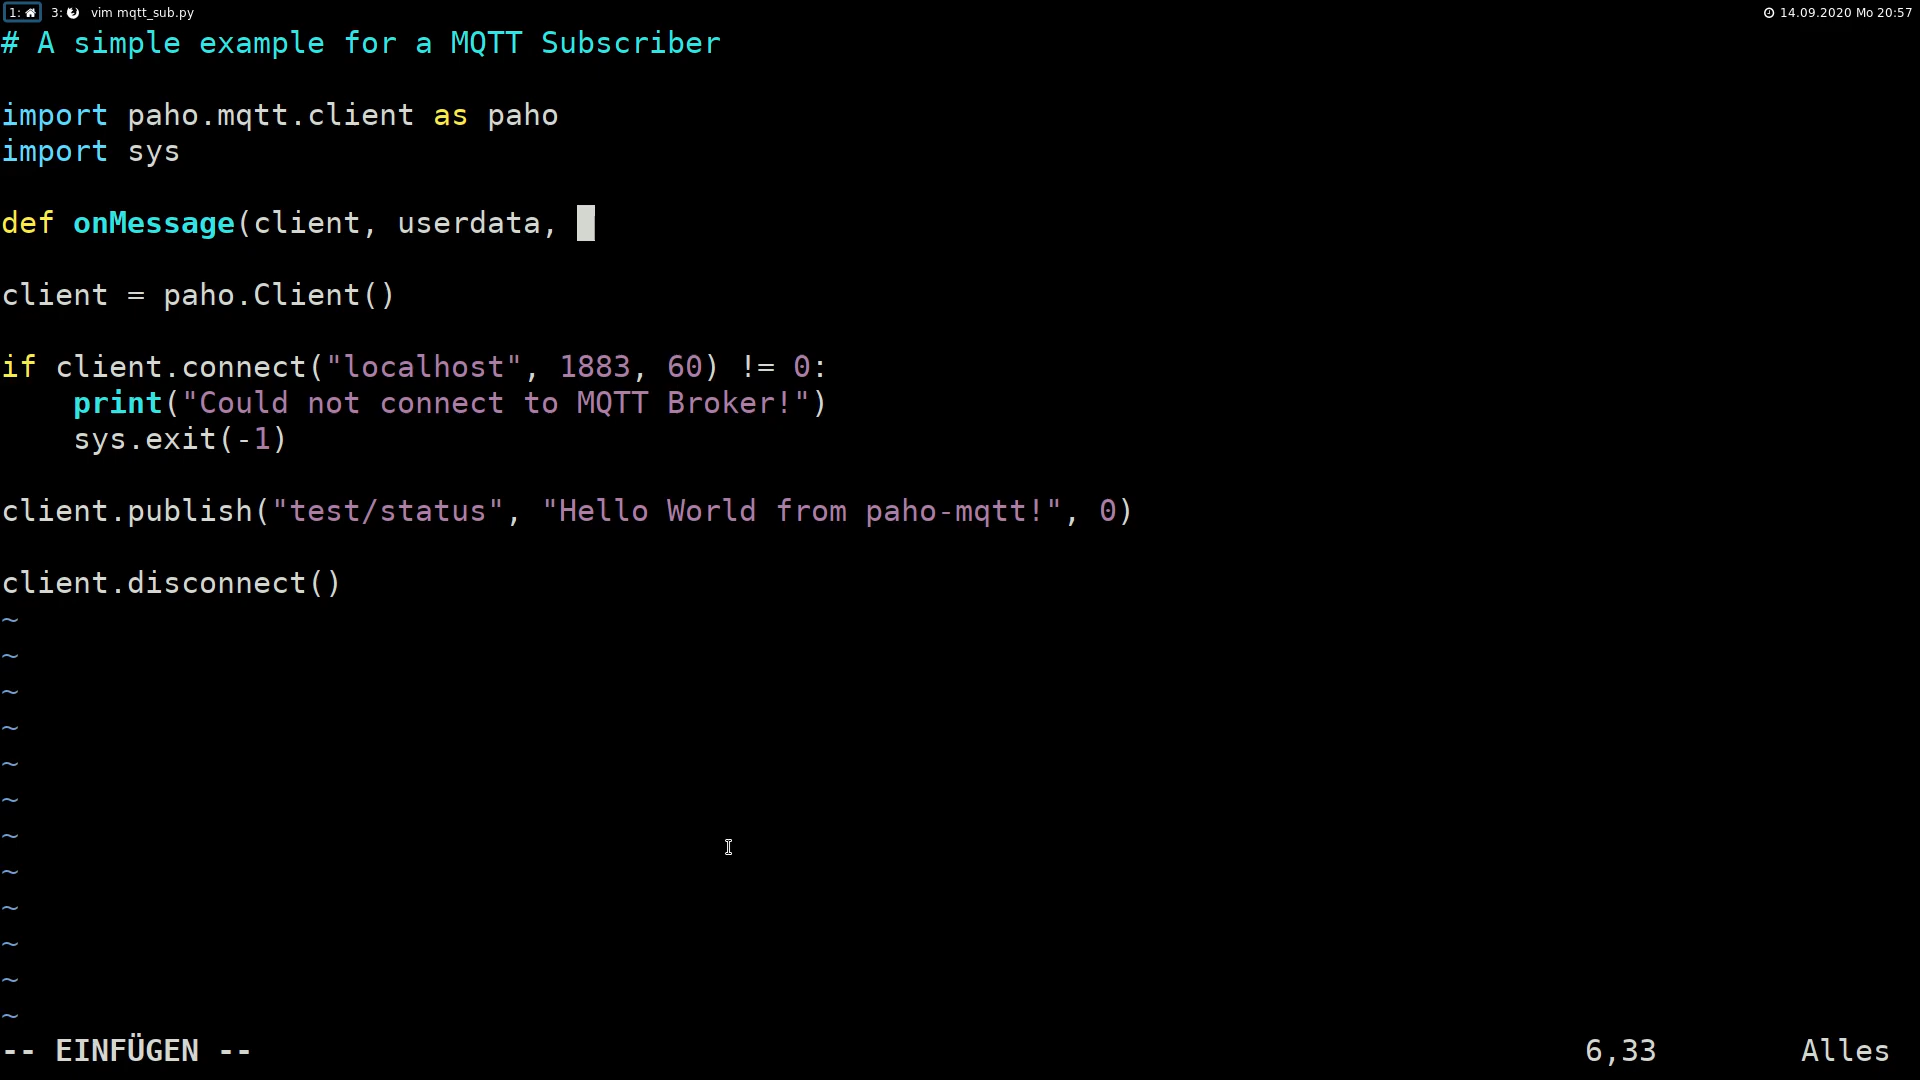 1: 3: vim mqtt_sub.py 14.09.2020 Mo 20:57
# A simple example for a MQTT Subscriber
import paho.mqtt.client as paho
import sys
def onMessage(client, userdata,
client = paho.Client()
if client.connect("localhost", 1883, 60) != 0:
    print("Could not connect to MQTT Broker!")
    sys.exit(-1)
client.publish("test/status", "Hello World from paho-mqtt!", 0)
client.disconnect()
~
~
~
~
~
~
~
~
~
~
~
~
-- EINFÜGEN -- 6,33 Alles